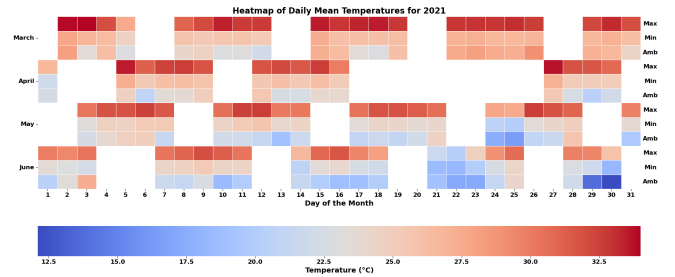 Heatmap of Daily Mean Temperatures for 2021
Max
March Min
Amb
Max
April Min
Amb
Max
May Min
Amb
Max
June Min
Amb
1 2 3 4 5 6 7 8 9 10 11 12 13 14 15 16 17 18 19 20 21 22 23 24 25 26 27 28 29 30 31
Day of the Month
12.5 15.0 17.5 20.0 22.5 25.0 27.5 30.0 32.5
Temperature (°C)